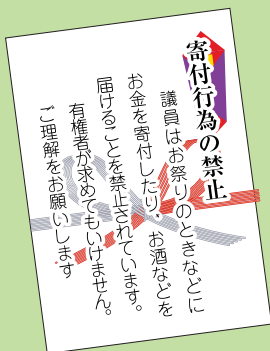 寄付行為の禁止
議員はお祭りのときなどに
お金を寄付したり、お酒などを
届けることを禁止されています。
有権者が求めてもいけません。
ご理解をお願いします